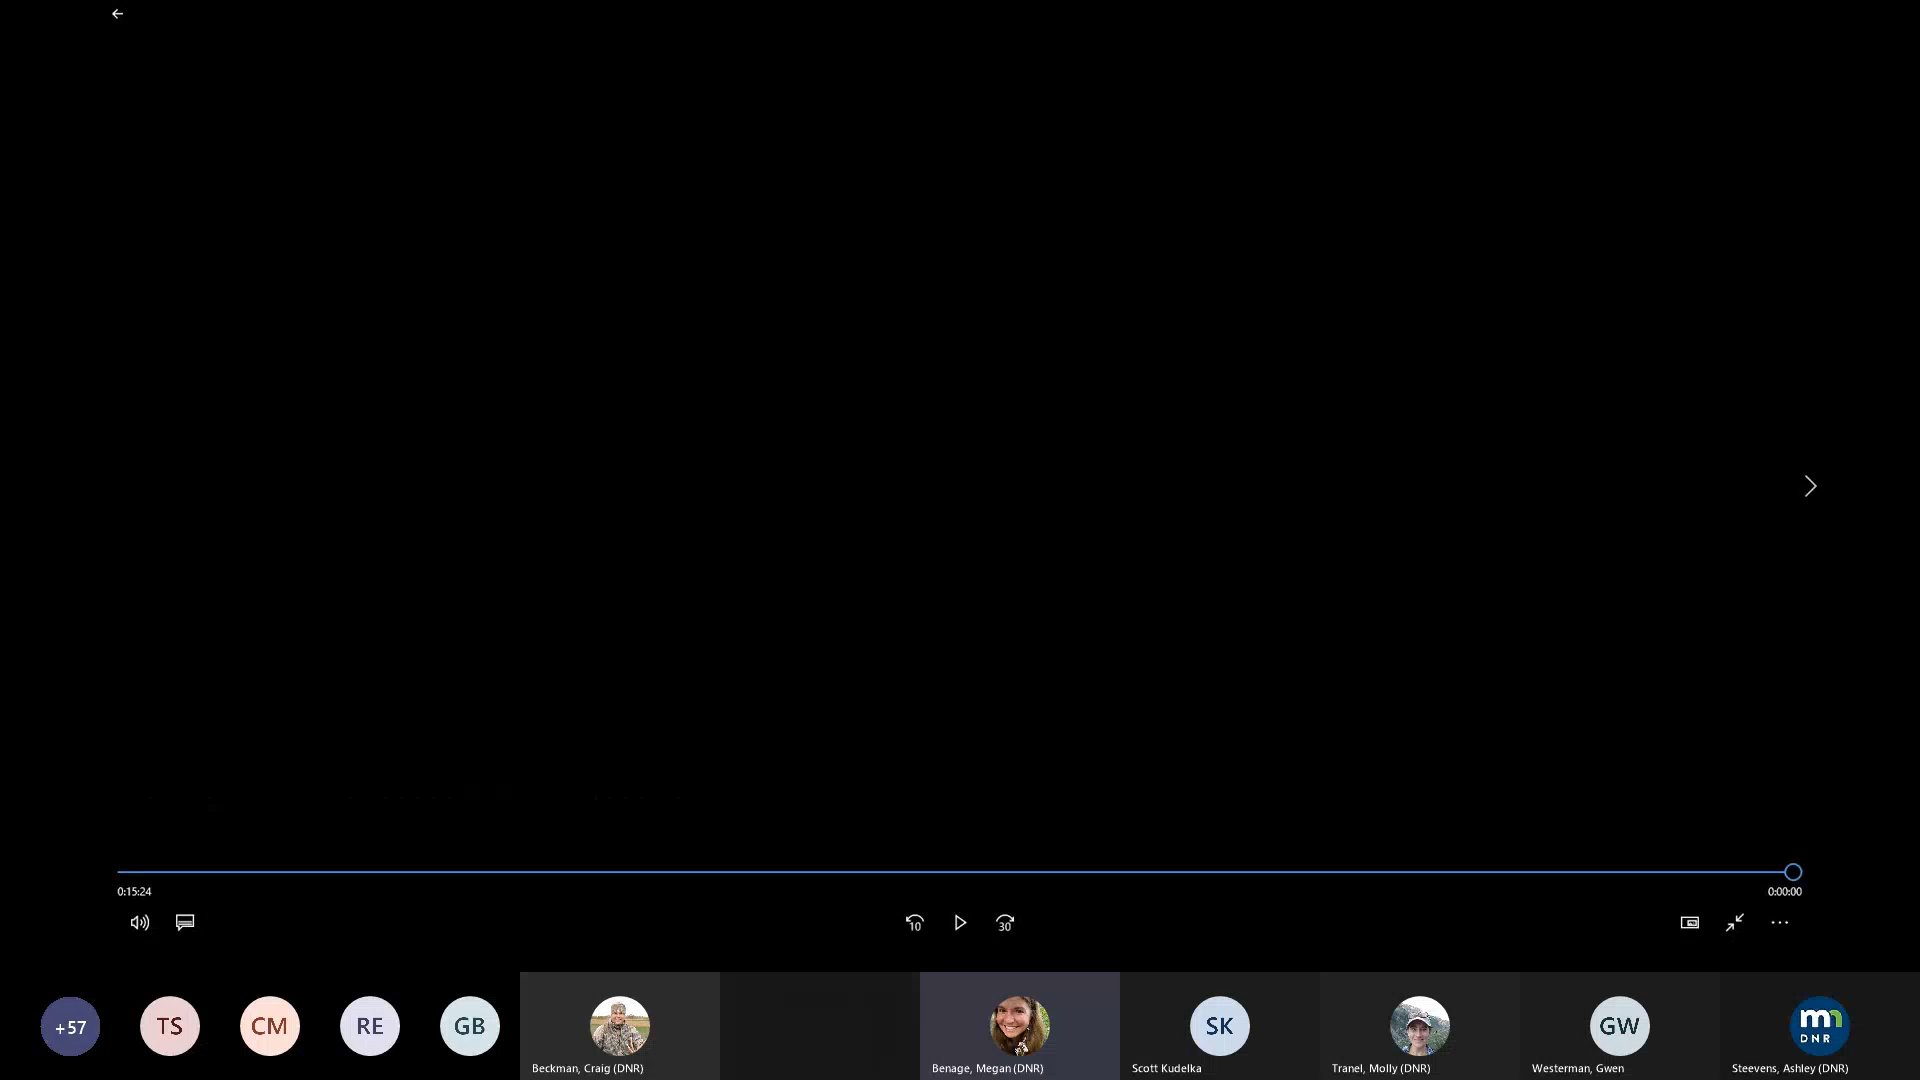 0:15:24
0:00:00
10
30
+57
TS
CM
RE
GB
SK
GW
mn
DNR
Beckman, Craig (DNR)
Benage, Megan (DNR)
Scott Kudelka
Tranel, Molly (DNR)
Westerman, Gwen
Steevens, Ashley (DNR)